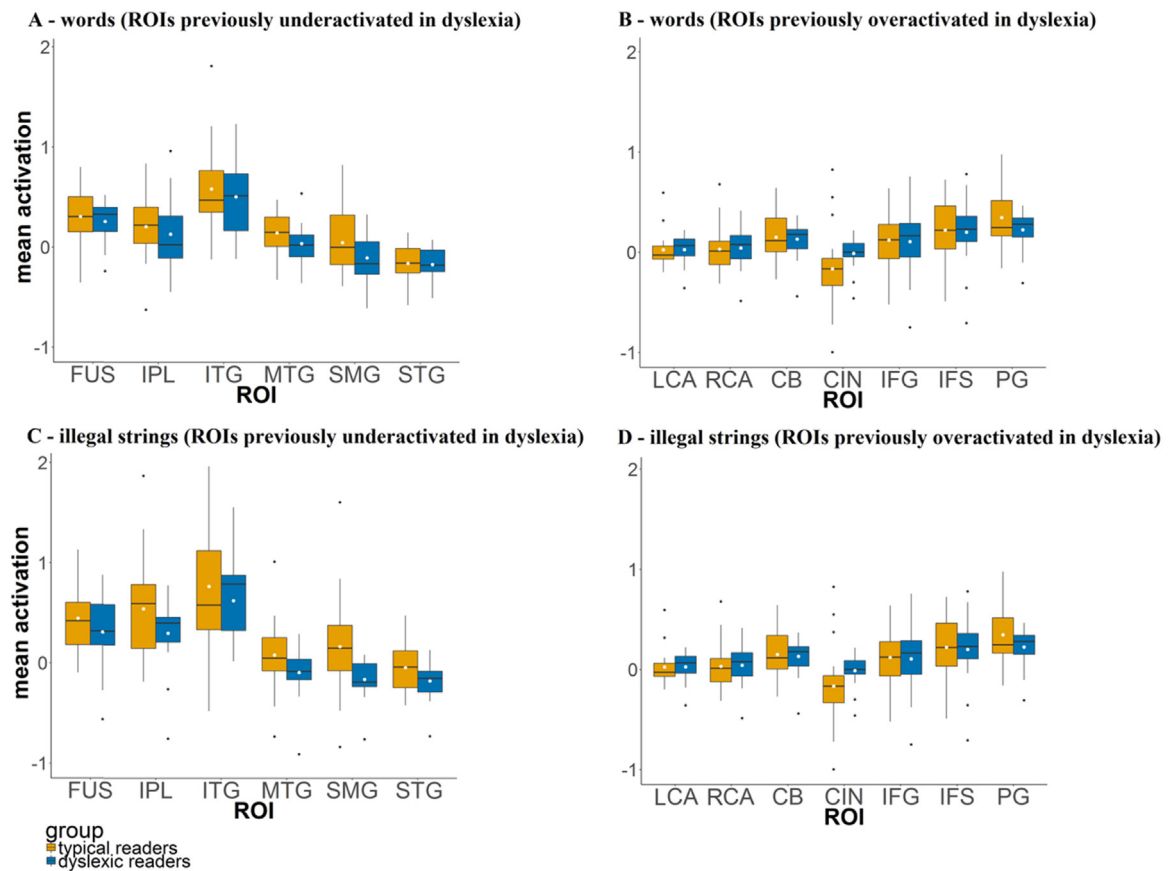 A - words (ROIs previously underactivated in dyslexia)
2
1
0
-1
mean activation
FUS IPL ITG MTG SMG STG
ROI
B - words (ROIs previously overactivated in dyslexia)
2
1
0
-1
LCA RCA CB CIN IFG IFS PG
ROI
C - illegal strings (ROIs previously underactivated in dyslexia)
2
1
0
-1
mean activation
FUS IPL ITG MTG SMG STG
ROI
D - illegal strings (ROIs previously overactivated in dyslexia)
2
1
0
-1
LCA RCA CB CIN IFG IFS PG
ROI
group
typical readers
dyslexic readers